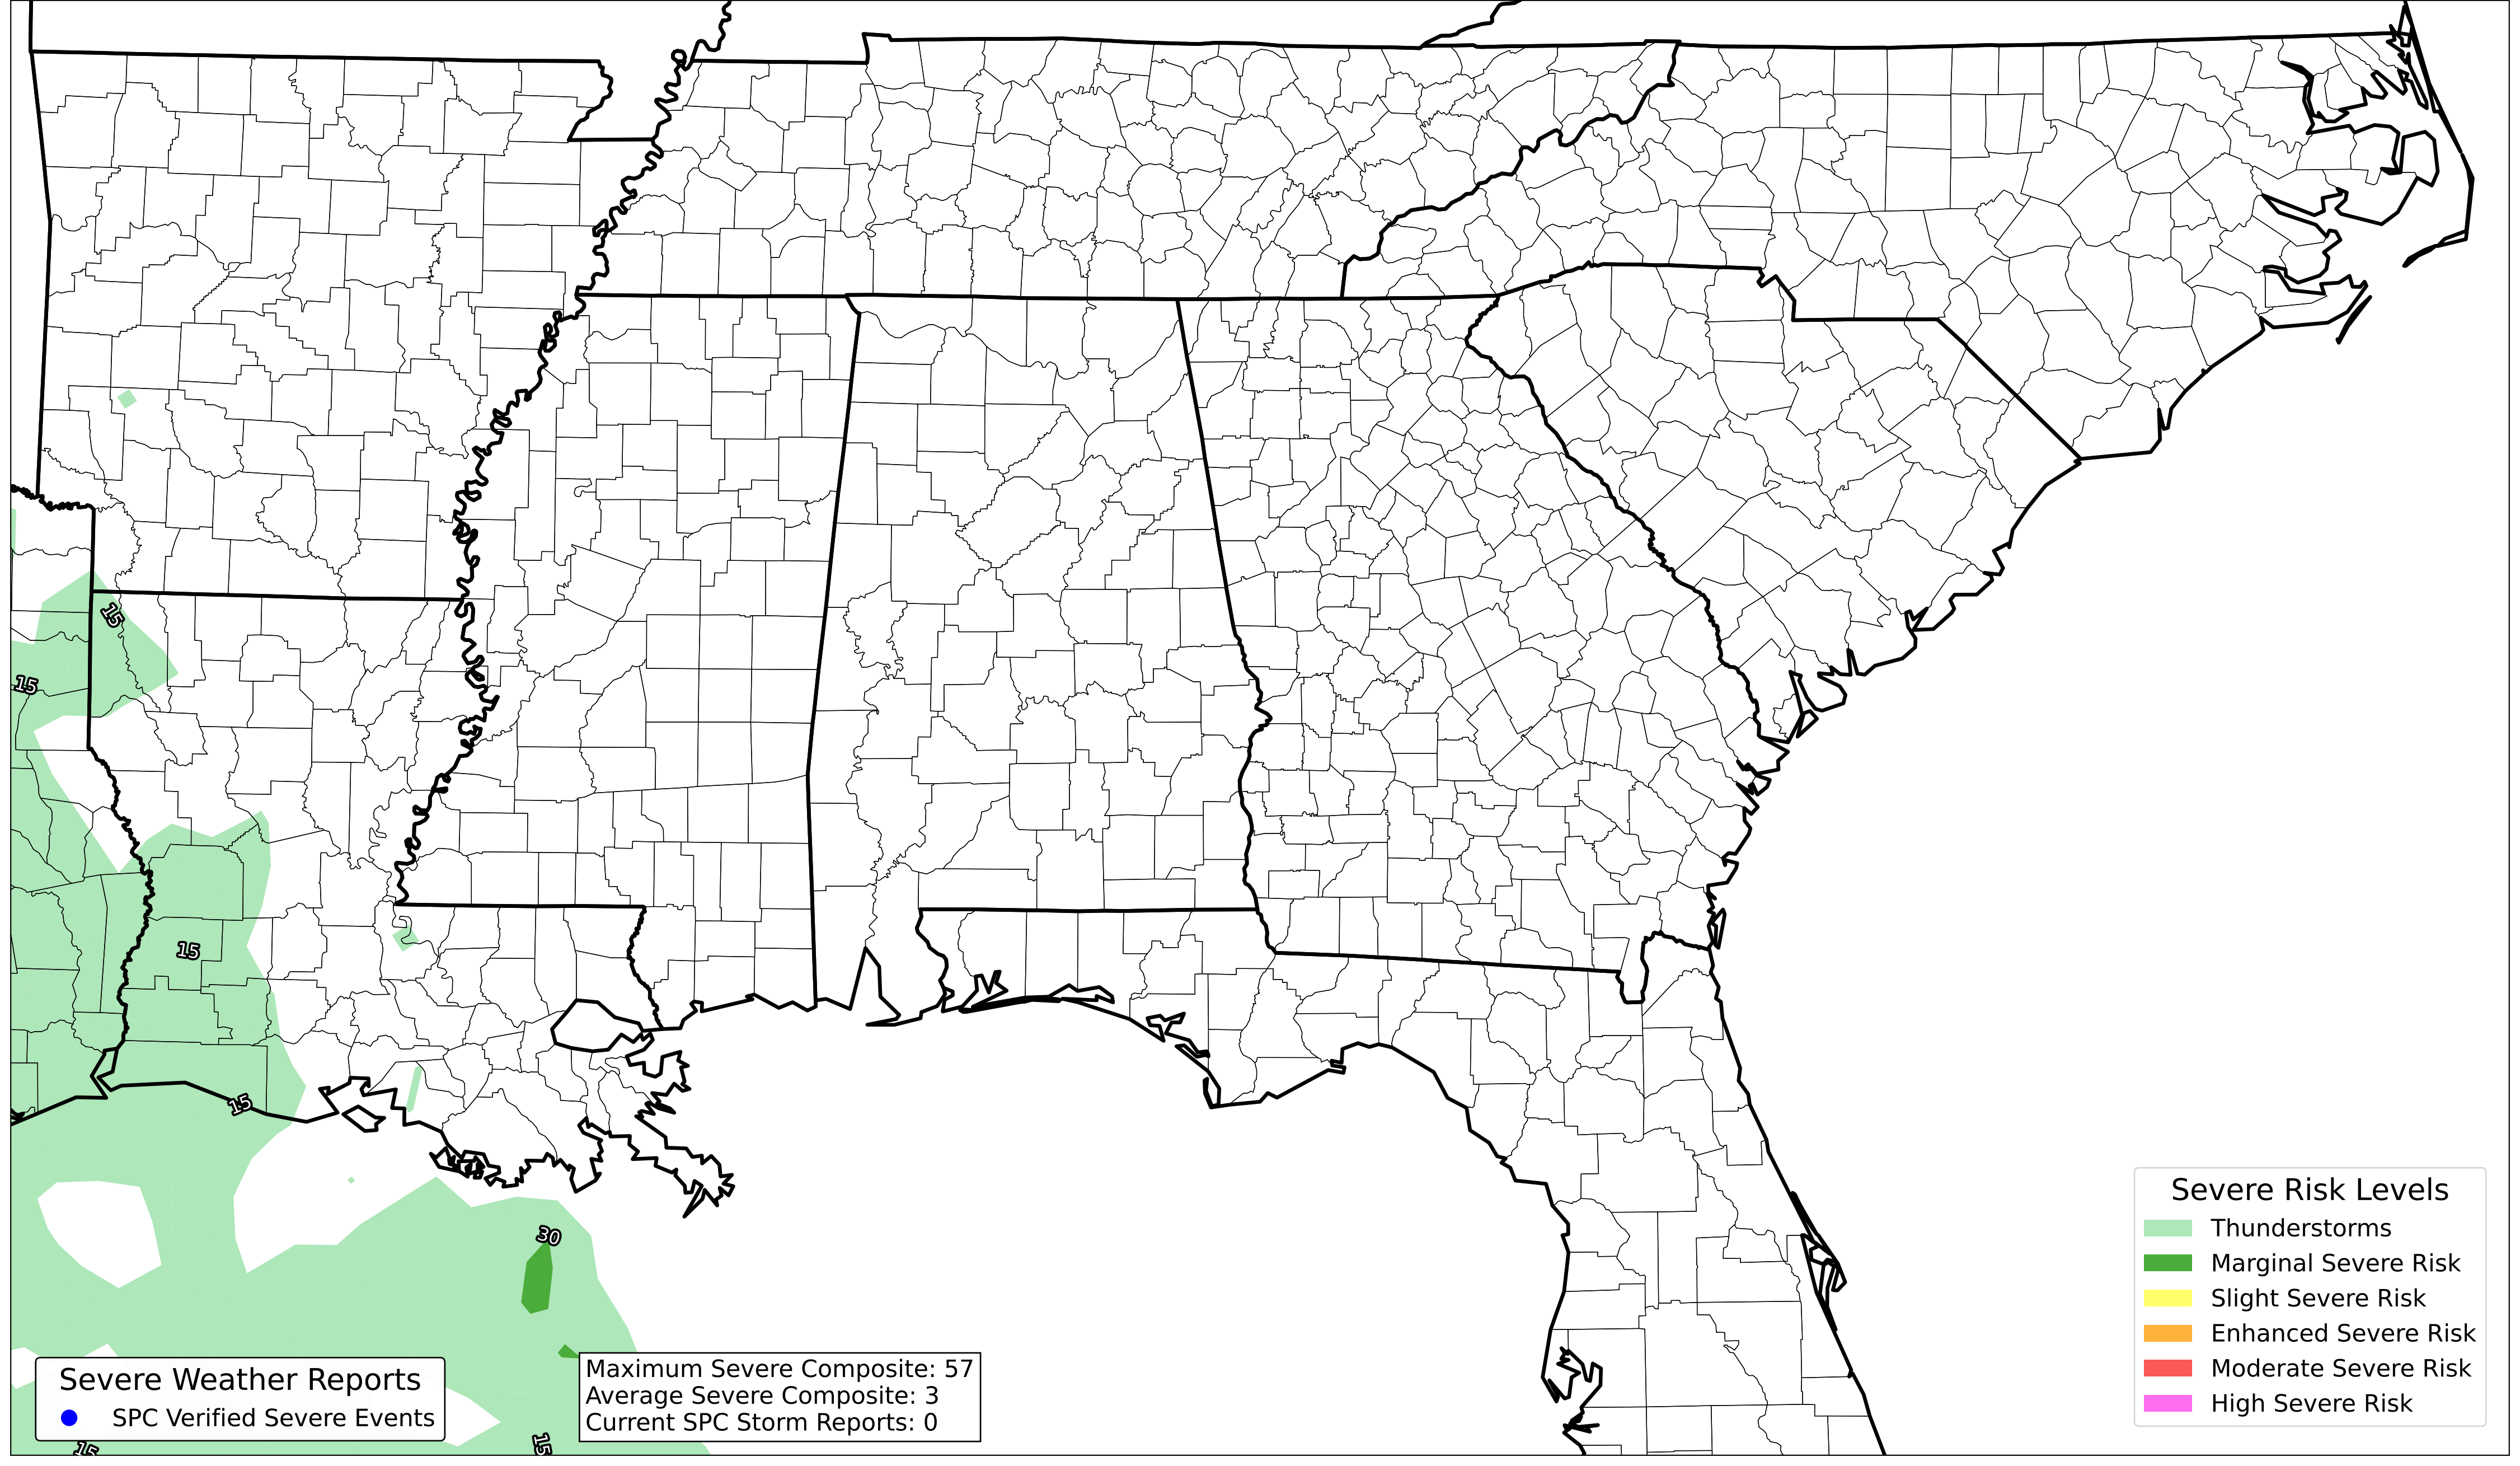 15
15
15
15
30
Severe Weather Reports
SPC Verified Severe Events
15
15
Maximum Severe Composite: 57
Average Severe Composite: 3
Current SPC Storm Reports: 0
Severe Risk Levels
Thunderstorms
Marginal Severe Risk
Slight Severe Risk
Enhanced Severe Risk
Moderate Severe Risk
High Severe Risk